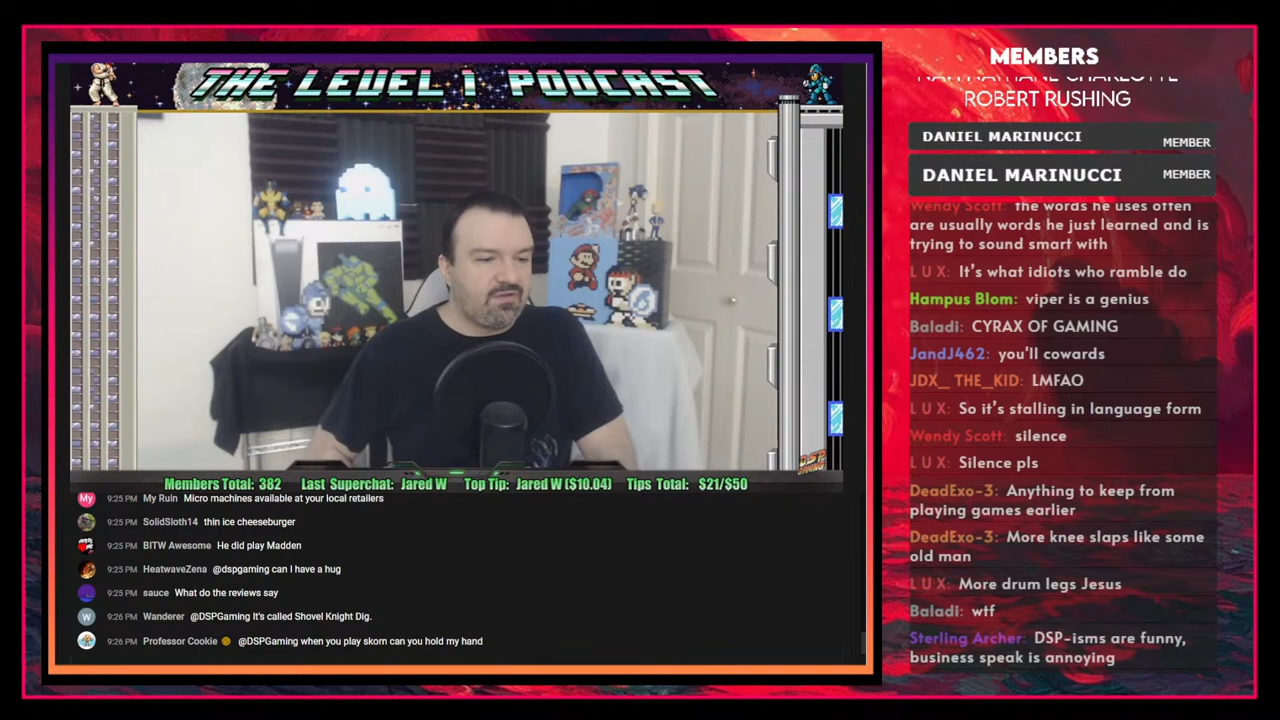 THE LEVEL 1 PODCAST
DSP
GAMING
Members Total: 382 Last Superchat: Jared W Top Tip: Jared W ($10.04) Tips Total: $21/$50
My 9:25 PM My Ruin Micro machines available at your local retailers
9:25 PM SolidSloth14 thin ice cheeseburger
9:25 PM BITW Awesome He did play Madden
9:25 PM HeatwaveZena @dspgaming can I have a hug
9:25 PM sauce What do the reviews say
W 9:26 PM Wanderer @DSPGaming It's called Shovel Knight Dig.
9:26 PM Professor Cookie @DSPGaming when you play skorn can you hold my hand
MEMBERS
CHARLOTTE
ROBERT RUSHING
DANIEL MARINUCCI MEMBER
DANIEL MARINUCCI MEMBER
Wendy Scott: the words he uses often
are usually words he just learned and is
trying to sound smart with
L U X: It's what idiots who ramble do
Hampus Blom: viper is a genius
Baladi: CYRAX OF GAMING
JandJ462: you'll cowards
JDX_ THE_KID: LMFAO
L U X: So it's stalling in language form
Wendy Scott: silence
L U X: Silence pls
DeadExo-3: Anything to keep from
playing games earlier
DeadExo-3: More knee slaps like some
old man
L U X: More drum legs Jesus
Baladi: wtf
Sterling Archer: DSP-isms are funny,
business speak is annoying